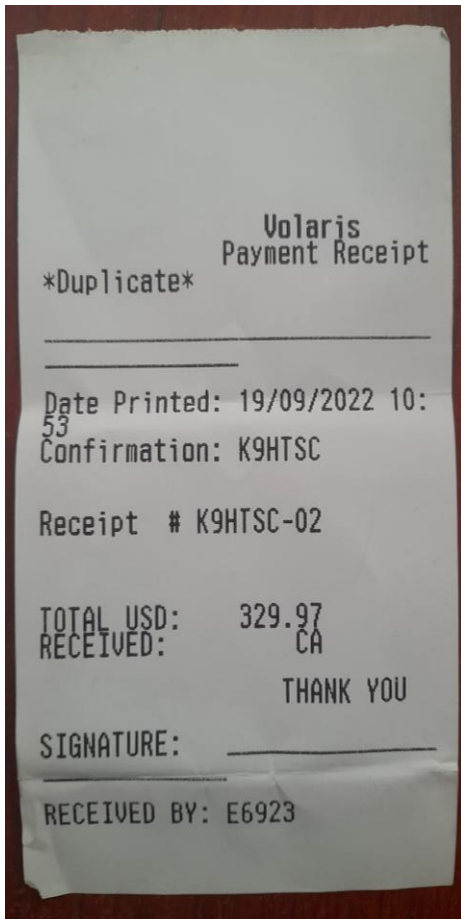 Volaris
Payment Receipt
*Duplicate*
Date Printed: 19/09/2022 10:
53
Confirmation: K9HTSC
Receipt # K9HTSC-02
TOTAL USD: 329.97
RECEIVED: CA
THANK YOU
SIGNATURE:
RECEIVED BY: E6923